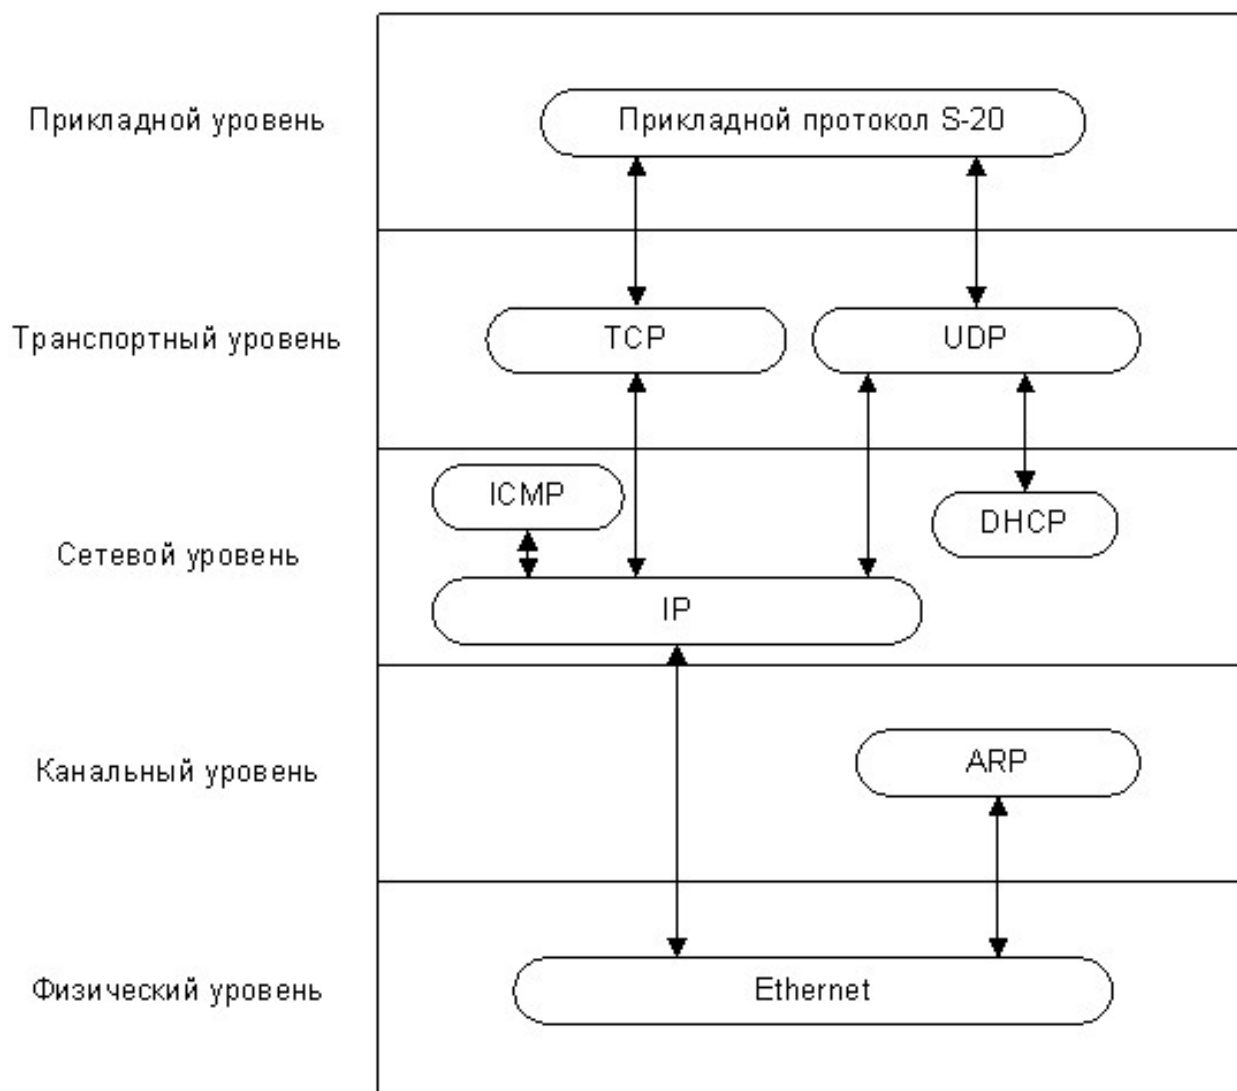 Прикладной уровень
Прикладной протокол S-20
Транспортный уровень
TCP
UDP
Сетевой уровень
ICMP
DHCP
IP
Канальный уровень
ARP
Физический уровень
Ethernet